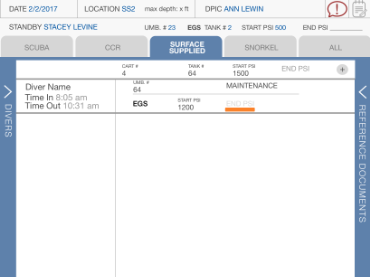 DATE 2/2/2017 LOCATION SS2 max depth: x ft DPIC ANN LEWIN
STANDBY STACEY LEVINE UMB. # 23 EGS TANK # 2 START PSI 500 END PSI
SCUBA CCR SURFACE SUPPLIED SNORKEL ALL
CART # 4 TANK # 64 START PSI 1500 END PSI +
Diver Name UMB. # 64 MAINTENANCE
Time In 8:05 am
Time Out 10:31 am EGS START PSI 1200 END PSI
DIVERS
REFERENCE DOCUMENTS